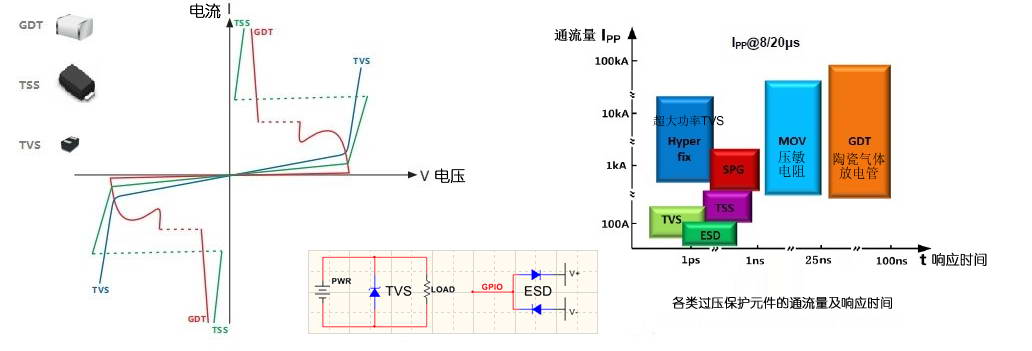 GDT
TSS
TVS
电流 I
TSS
GDT
TVS
V 电压
TVS
GDT
TSS
PWR
TVS
LOAD
GPIO
ESD
V+
V-
通流量 IPP
IPP@8/20μs
100kA
10kA
1kA
100A
超大功率TVS
Hyper
fix
SPG
TSS
TVS
ESD
MOV
压敏
电阻
GDT
陶瓷气体
放电管
1ps
1ns
25ns
100ns
t 响应时间
各类过压保护元件的通流量及响应时间